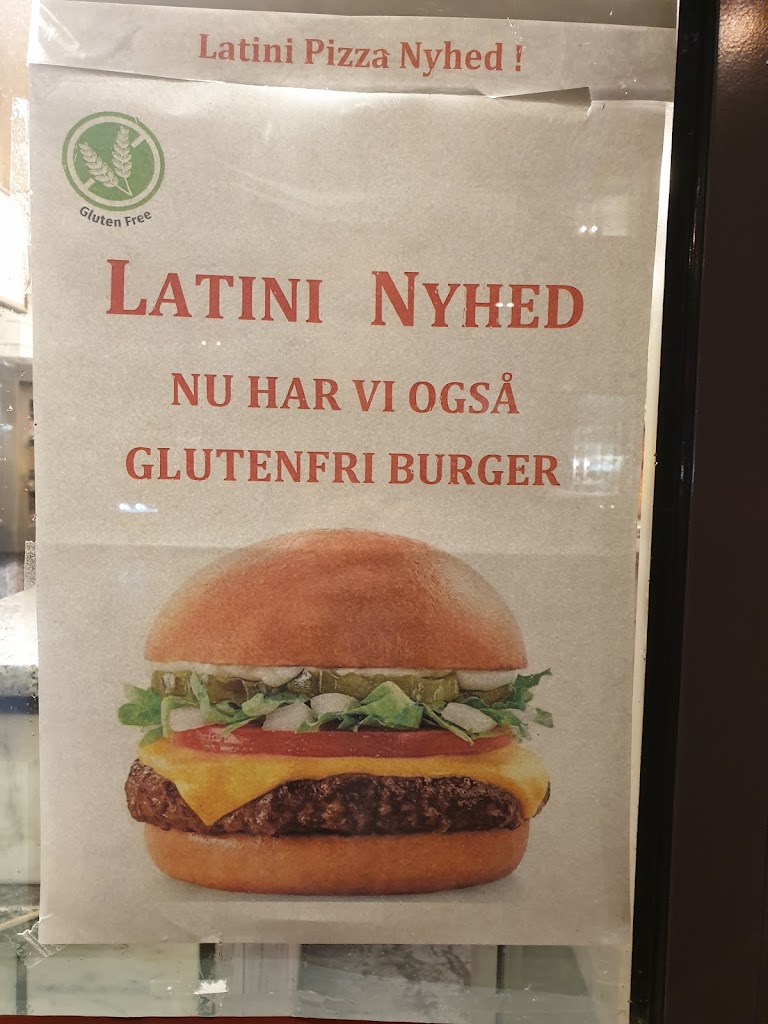 Latini Pizza Nyhed !
Gluten Free
LATINI NYHED
NU HAR VI OGSÅ
GLUTENFRI BURGER